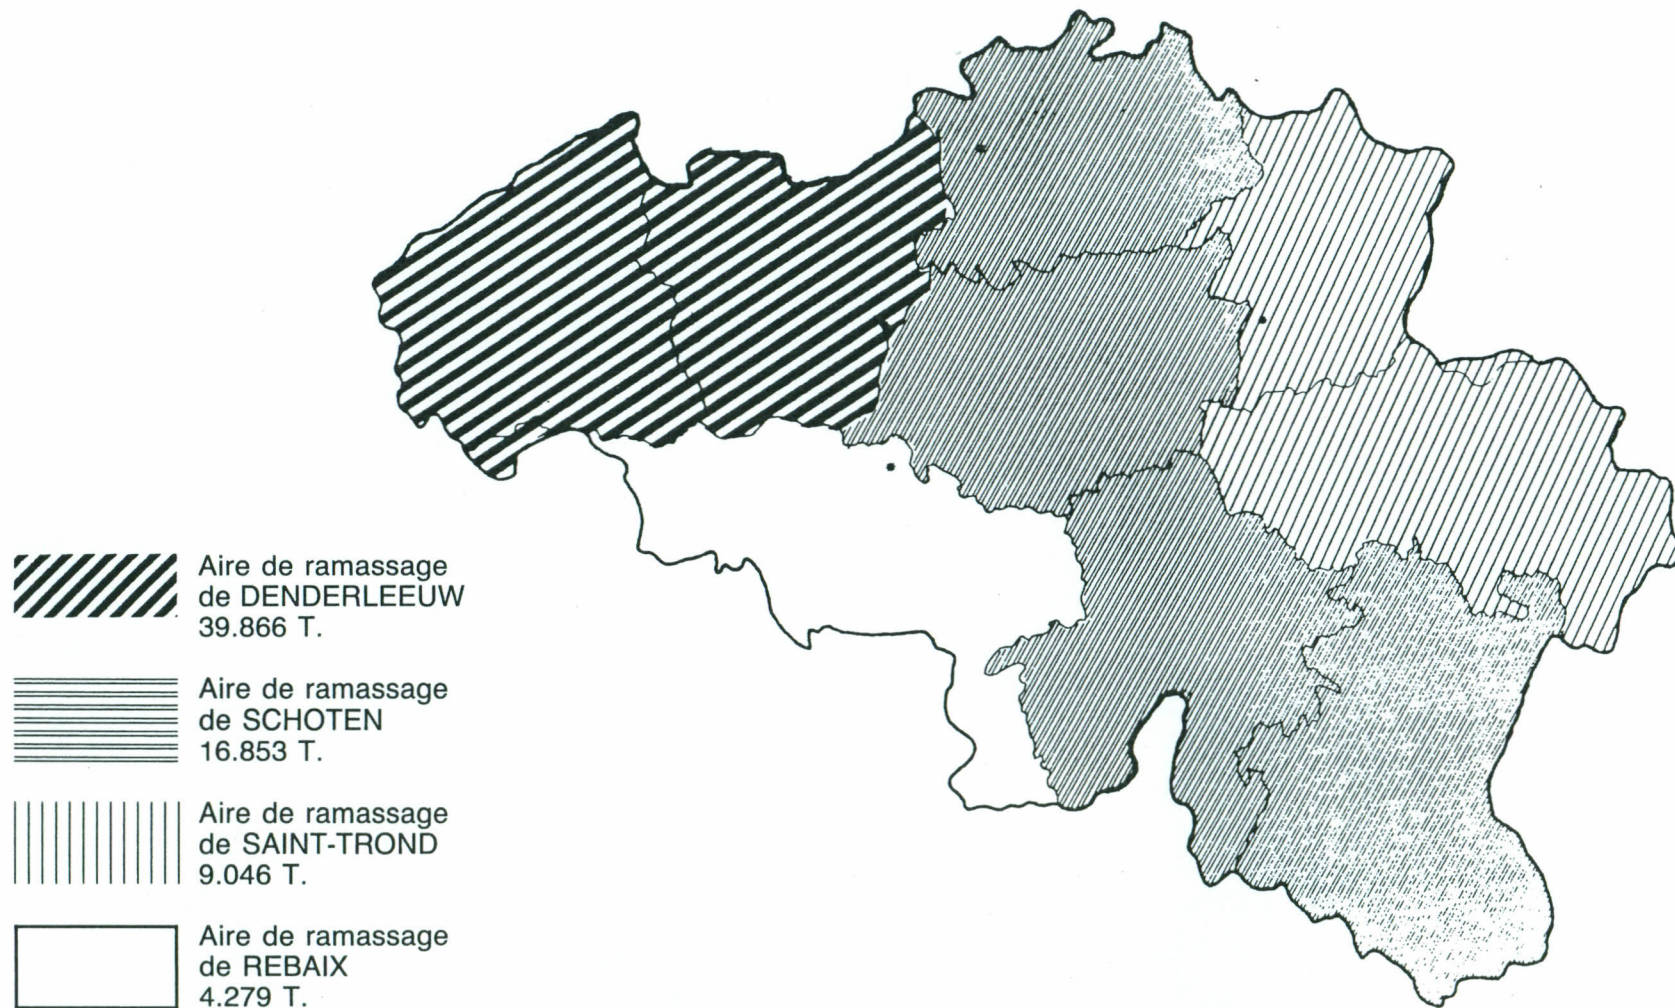 Aire de ramassage
de DENDERLEEUW
39.866 T.
Aire de ramassage
de SCHOTEN
16.853 T.
Aire de ramassage
de SAINT-TROND
9.046 T.
Aire de ramassage
de REBAIX
4.279 T.